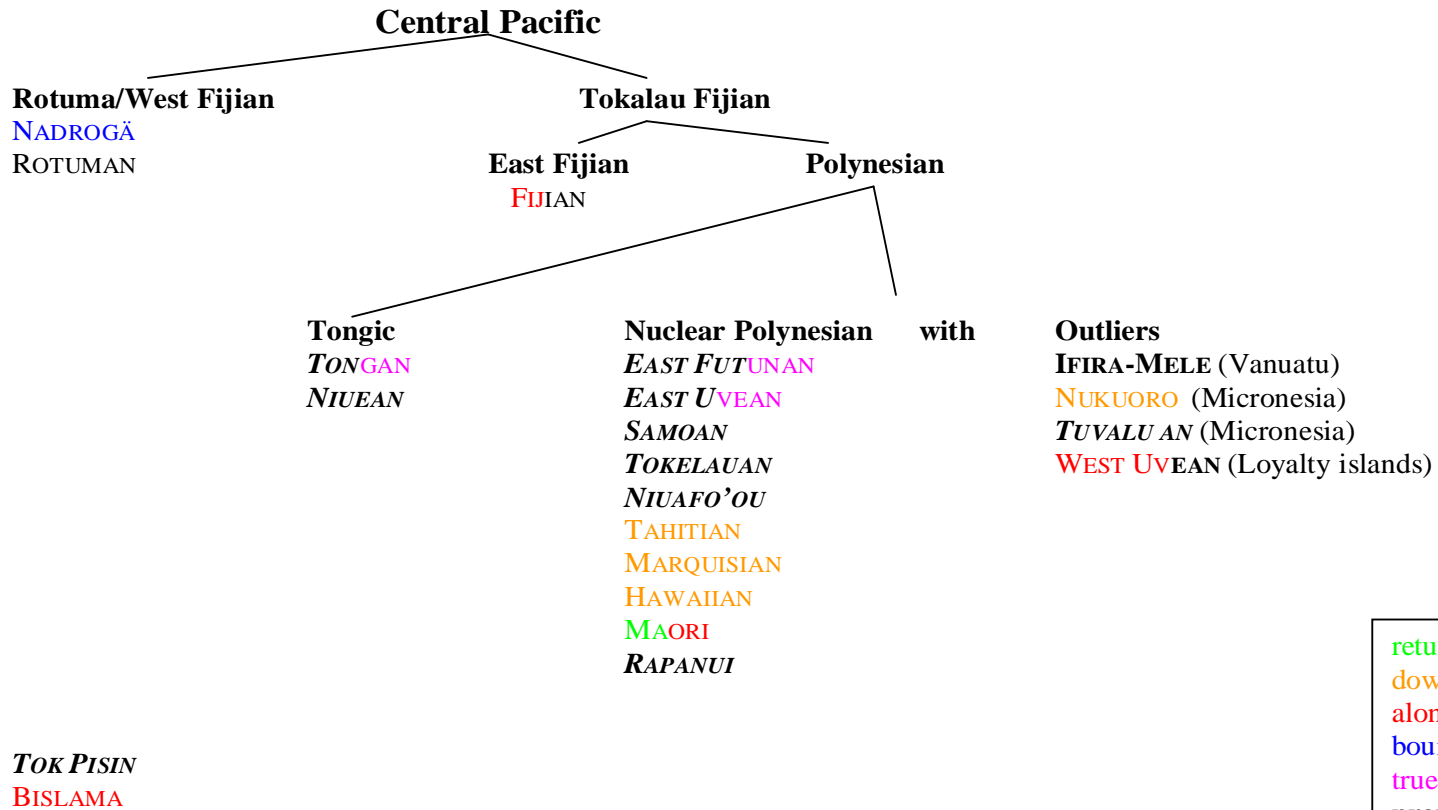 Central Pacific
Rotuma/West Fijian Tokalau Fijian
NADROGÄ
ROTUMAN East Fijian Polynesian
FIJIAN
Tongic Nuclear Polynesian with Outliers
TONGAN EAST FUTUNAN IFIRA-MELE (Vanuatu)
NIUEAN EAST UVEAN NUKUORO (Micronesia)
SAMOAN TUVALU AN (Micronesia)
TOKELAUAN WEST UVEAN (Loyalty islands)
NIUAFO'OU
TAHITIAN
MARQUISIAN
HAWAIIAN
MAORI
RAPANUI
TOK PISIN
BISLAMA
true